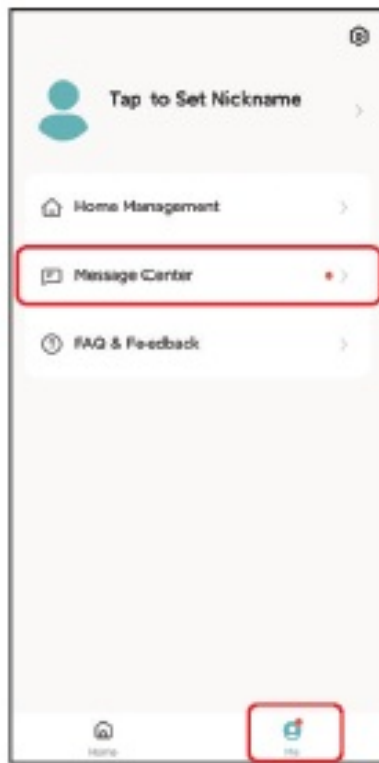 Tap to Set Nickname
Home Management
Message Center
FAQ & Feedback
Home
Me